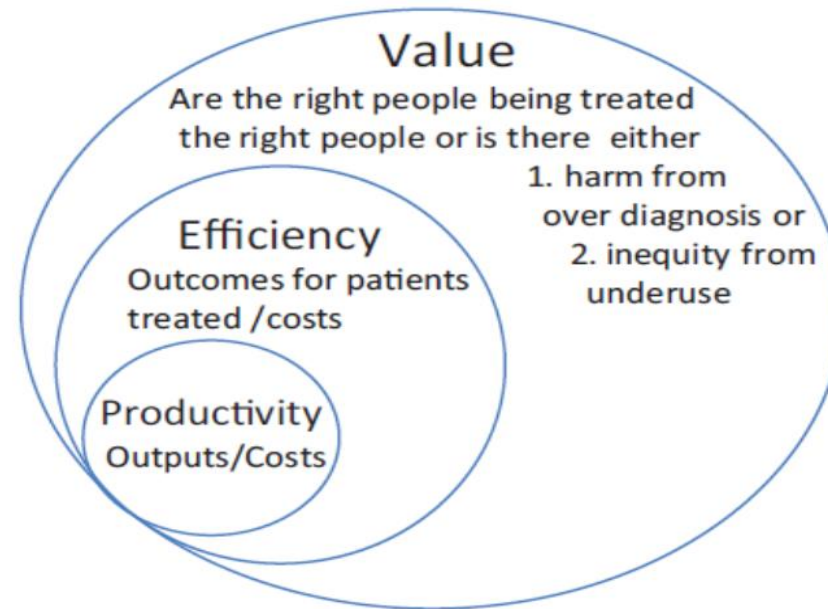 Value
Are the right people being treated
the right people or is there either
1. harm from
over diagnosis or
2. inequity from
underuse
Efficiency
Outcomes for patients
treated /costs
Productivity
Outputs/Costs